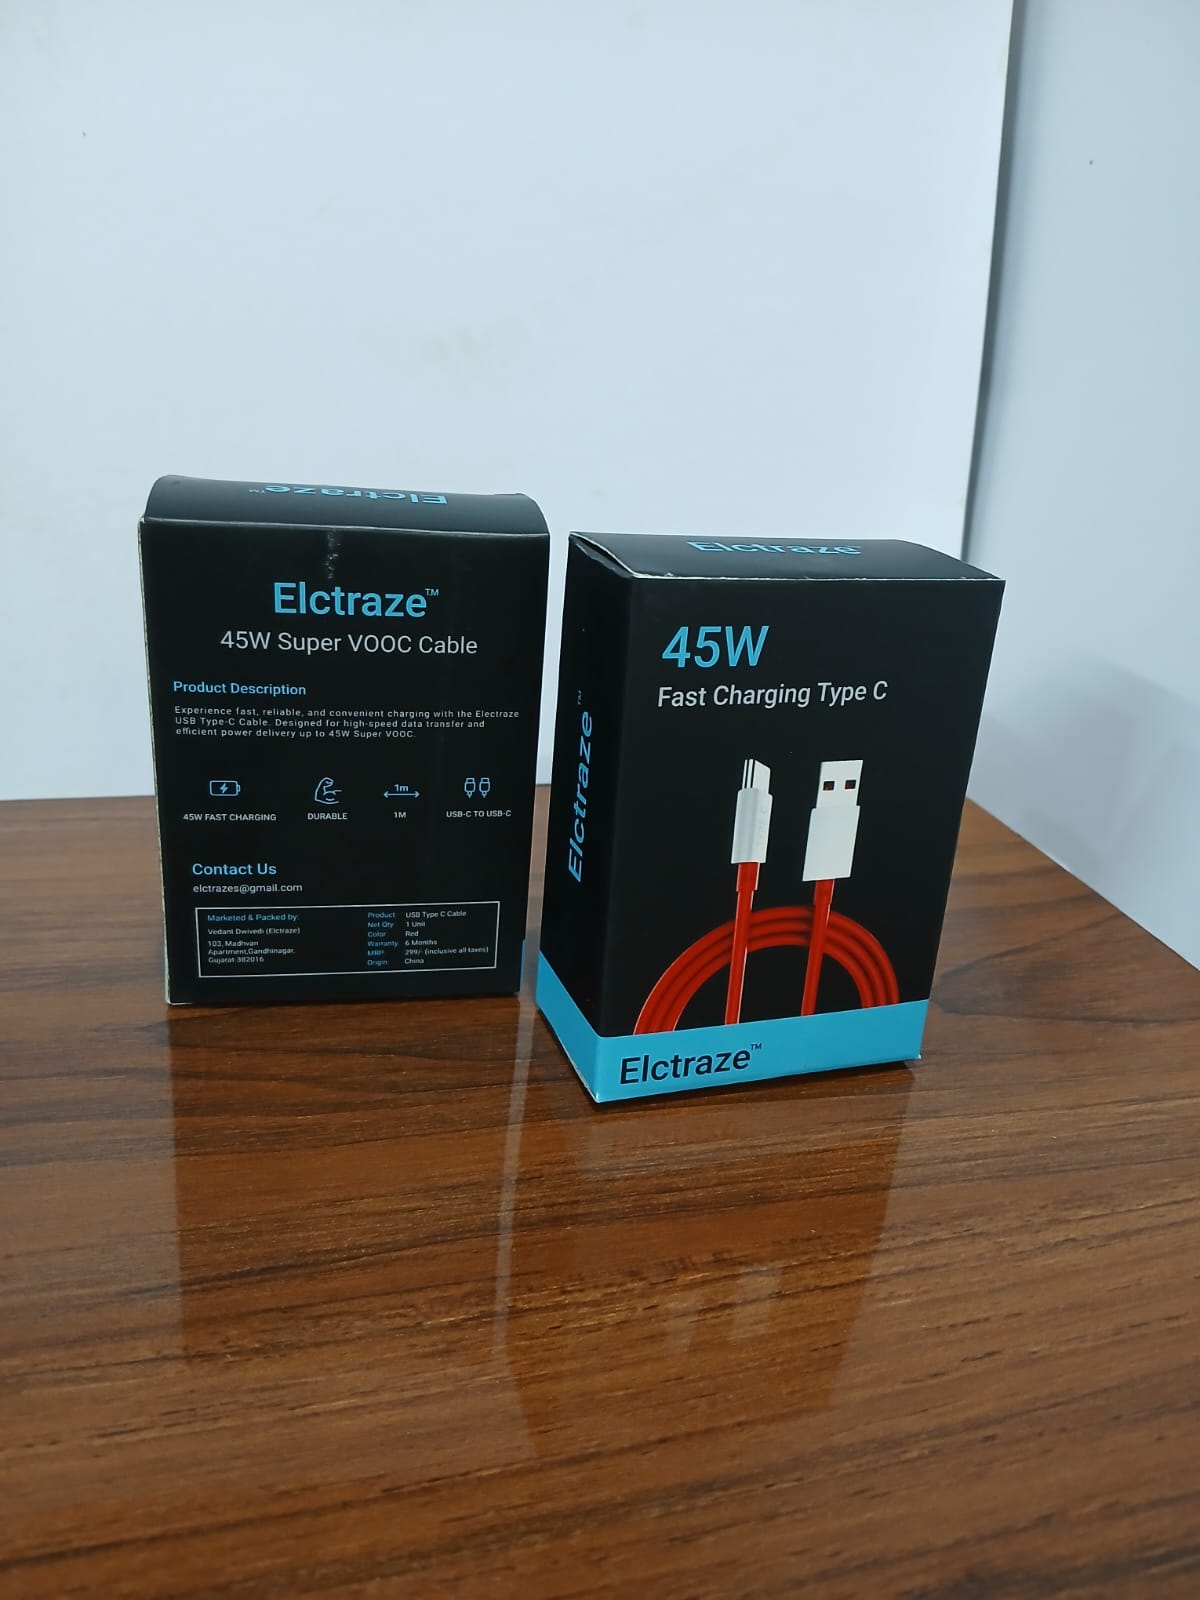 Elctraze™
Elctraze™
45W Super VOOC Cable
Product Description
Experience fast, reliable, and convenient charging with the Electraze
USB Type-C Cable. Designed for high-speed data transfer and
efficient power delivery up to 45W Super VOOC.
45W FAST CHARGING
DURABLE
1m
1M
USB-C TO USB-C
Contact Us
elctrazes@gmail.com
Marketed & Packed by:
Vedant Dwivedi (Elctraze)
103, Madhvan
Apartment,Gandhinagar,
Gujarat-382016
Product USB Type C Cable
Net Qty 1 Unit
Color Red
Warranty 6 Months
MRP 299/- (inclusive all taxes)
Origin China
Elctraze™
Elctraze™
45W
Fast Charging Type C
Elctraze™